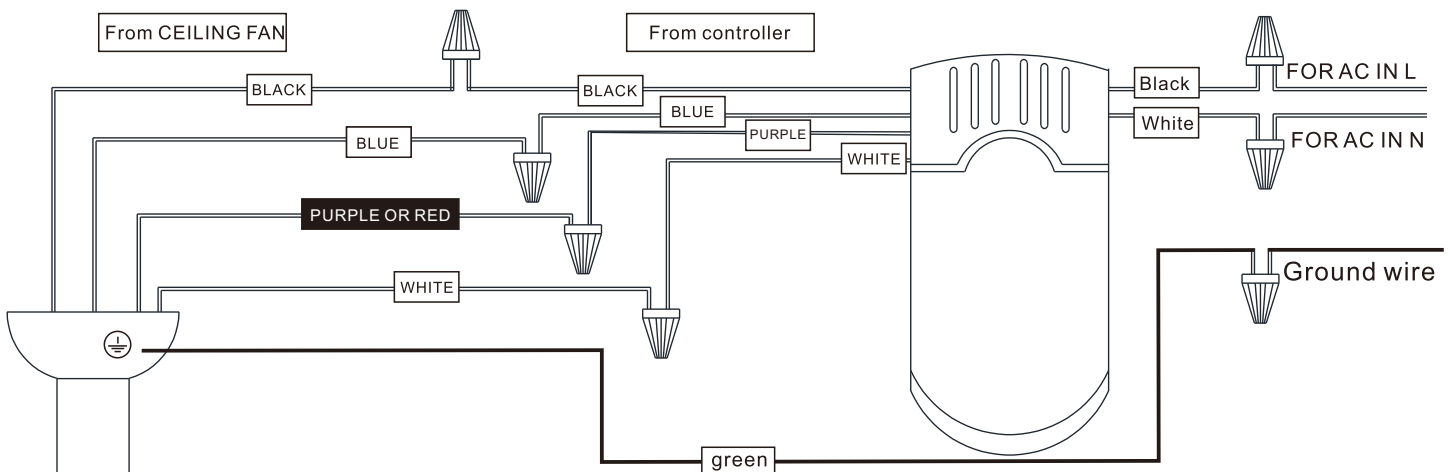 From CEILING FAN
From controller
BLACK
BLACK
Black
FOR AC IN L
BLUE
BLUE
PURPLE
White
FOR AC IN N
WHITE
PURPLE OR RED
WHITE
Ground wire
green